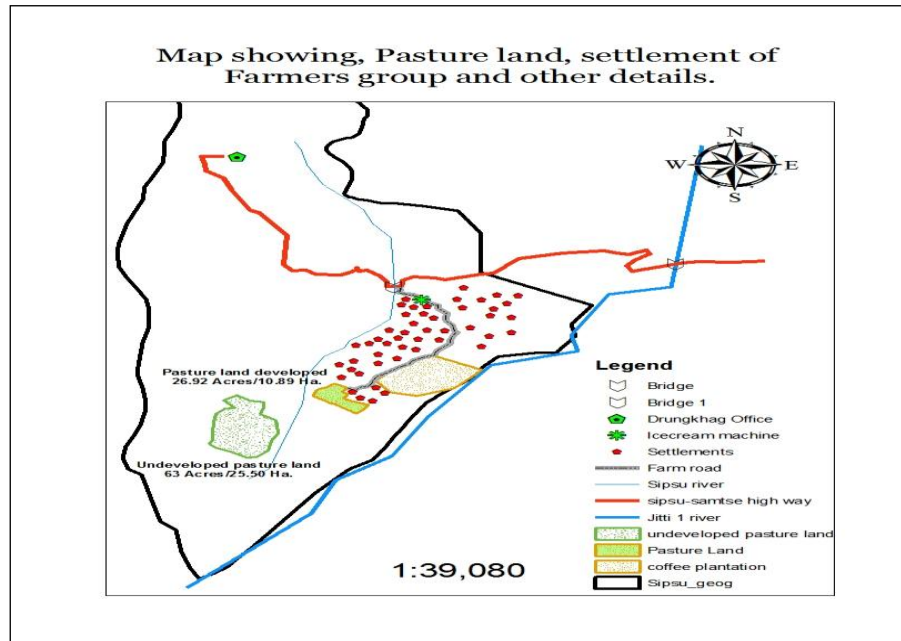 Map showing, Pasture land, settlement of
Farmers group and other details.
N
W E
S
Pasture land developed
26.92 Acres/10.89 Ha.
Undeveloped pasture land
63 Acres/25.50 Ha.
1:39,080
Legend
Bridge
Bridge 1
Drungkhag Office
Icecream machine
Settlements
Farm road
Sipsu river
sipsu-samtse high way
Jitti 1 river
undeveloped pasture land
Pasture Land
coffee plantation
Sipsu_geog